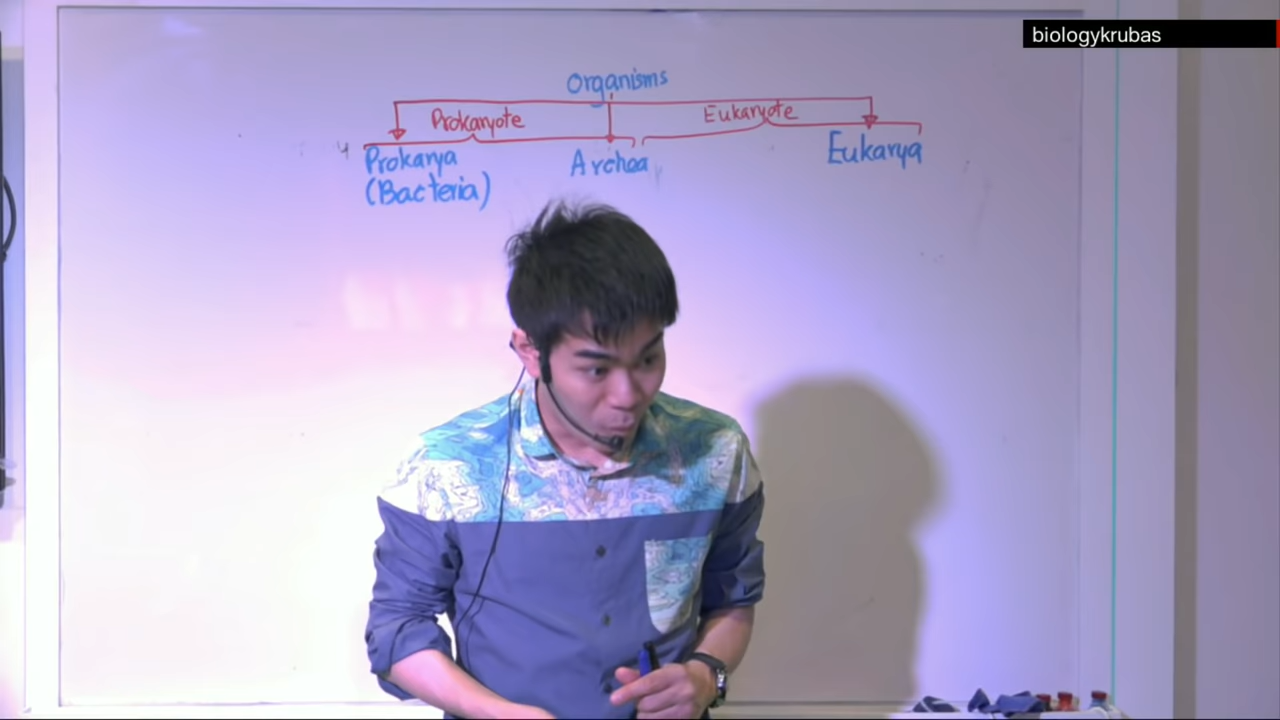 biologykrubas
Organisms
Prokaryote
Eukaryote
Prokarya
(Bacteria)
Archea
Eukarya